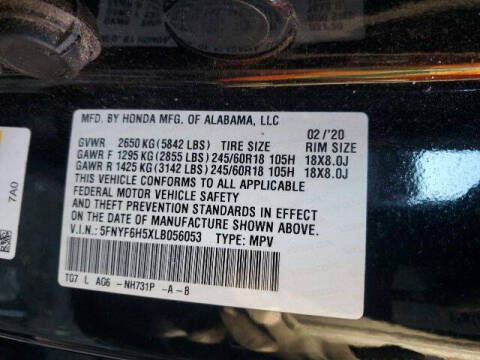 MFD. BY HONDA MFG. OF ALABAMA, LLC 02/'20
GVWR 2650 KG (5842 LBS) TIRE SIZE RIM SIZE
GAWR F 1295 KG (2855 LBS) 245/60R18 105H 18X8.0J
GAWR R 1425 KG (3142 LBS) 245/60R18 105H 18X8.0J
THIS VEHICLE CONFORMS TO ALL APPLICABLE
FEDERAL MOTOR VEHICLE SAFETY
AND THEFT PREVENTION STANDARDS IN EFFECT
ON THE DATE OF MANUFACTURE SHOWN ABOVE.
V.I.N.: 5FNYF6H5XLB056053 TYPE: MPV
TG7 L AG6 -NH731P -A -B
7A0